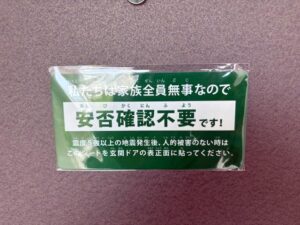 私たちは家族全員無事なので
安否確認不要です!
震度5強以上の地震発生後、人的被害のない時は
このシートを玄関ドアの表正面に貼ってください。